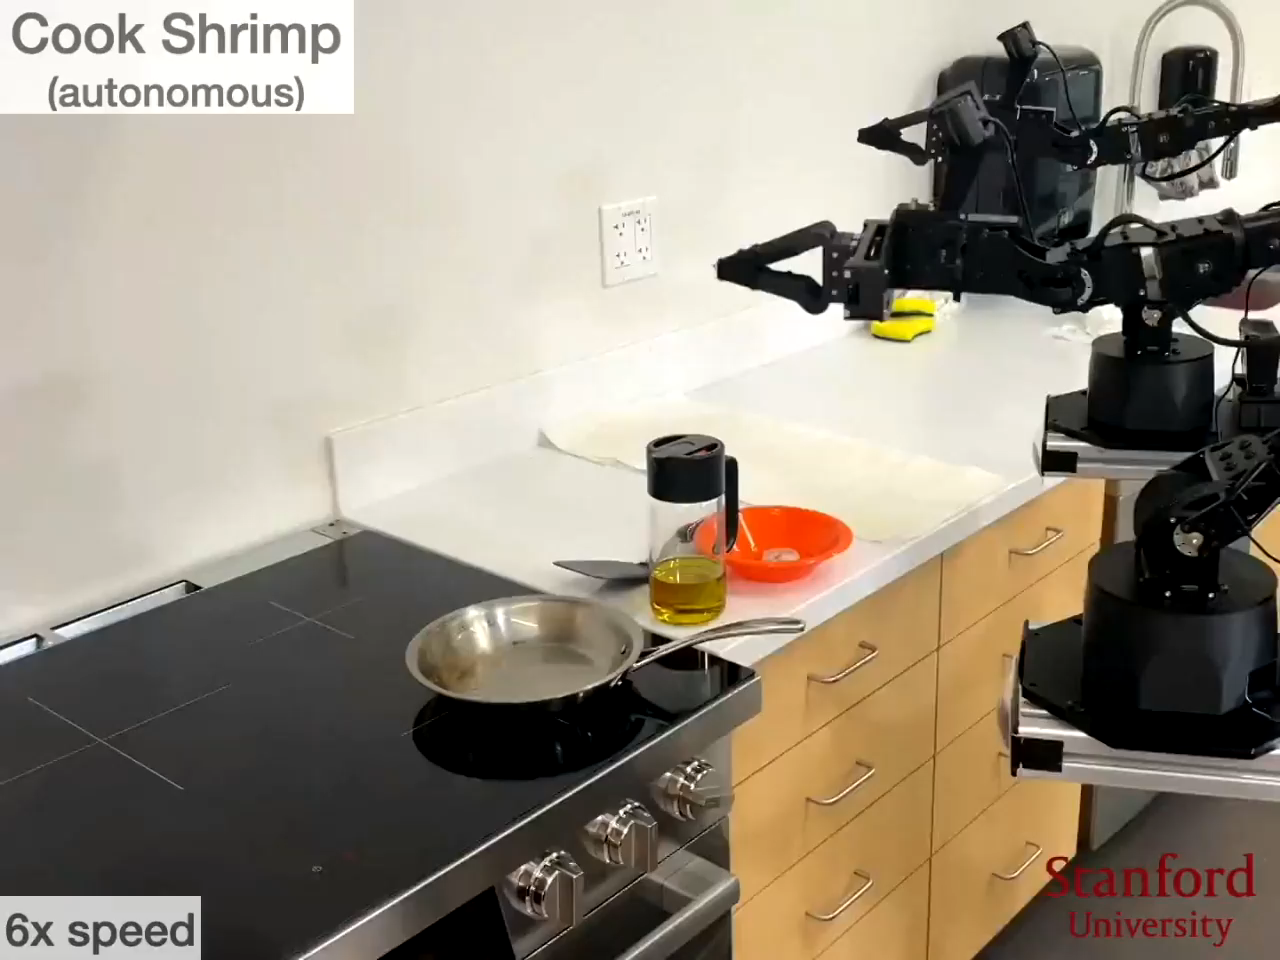 Cook Shrimp
(autonomous)
6x speed
Stanford
University